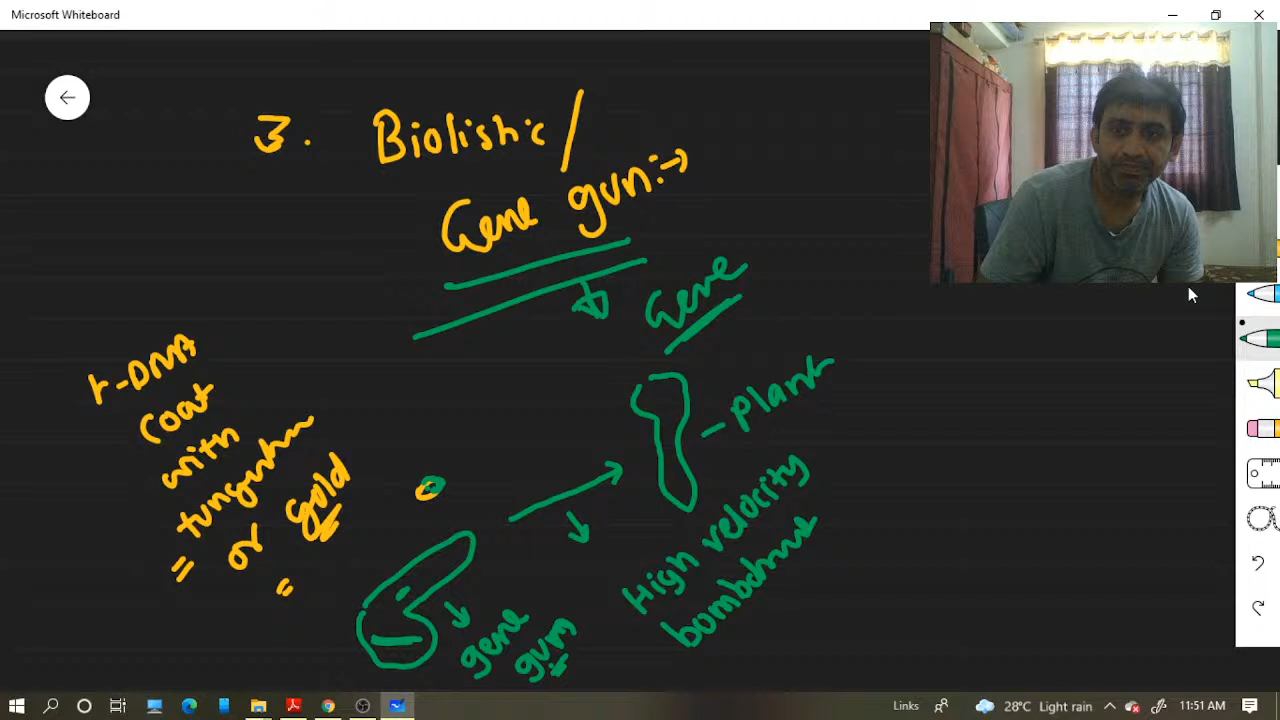 Microsoft Whiteboard
3. Biolistic/
Gene gun:→
Gene
r-DNA
coat
with
tungsten
or gold
Plant
High velocity
bombdmnt
gene
gun
Links
28°C Light rain
11:51 AM